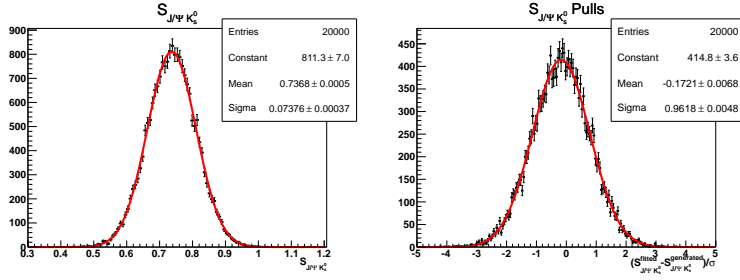 S_{J/Ψ K_s^0}
Entries 20000
Constant 811.3 ± 7.0
Mean 0.7368 ± 0.0005
Sigma 0.07376 ± 0.00037
900
800
700
600
500
400
300
200
100
0
0.3 0.4 0.5 0.6 0.7 0.8 0.9 1 1.1 1.2
S_{J/Ψ K_s^0}
S_{J/Ψ K_s^0} Pulls
Entries 20000
Constant 414.8 ± 3.6
Mean -0.1721 ± 0.0068
Sigma 0.9618 ± 0.0048
450
400
350
300
250
200
150
100
50
0
-5 -4 -3 -2 -1 0 1 2 3 4 5
(S^{fitted}_{J/Ψ K_s^0}-S^{generated}_{J/Ψ K_s^0})/σ